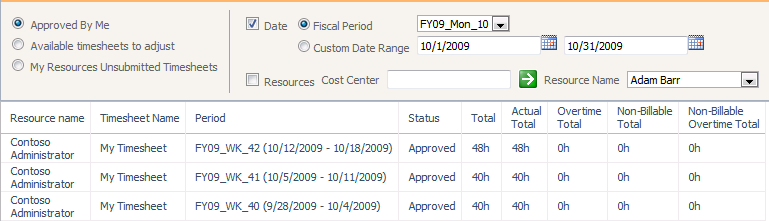 Approved By Me
Available timesheets to adjust
My Resources Unsubmitted Timesheets
Date Fiscal Period FY09_Mon_10
Custom Date Range 10/1/2009 10/31/2009
Resources Cost Center Resource Name Adam Barr
Resource name Timesheet Name Period Status Total Actual Total Overtime Total Non-Billable Total Non-Billable Overtime Total
Contoso Administrator My Timesheet FY09_WK_42 (10/12/2009 - 10/18/2009) Approved 48h 48h 0h 0h 0h
Contoso Administrator My Timesheet FY09_WK_41 (10/5/2009 - 10/11/2009) Approved 40h 40h 0h 0h 0h
Contoso Administrator My Timesheet FY09_WK_40 (9/28/2009 - 10/4/2009) Approved 40h 40h 0h 0h 0h